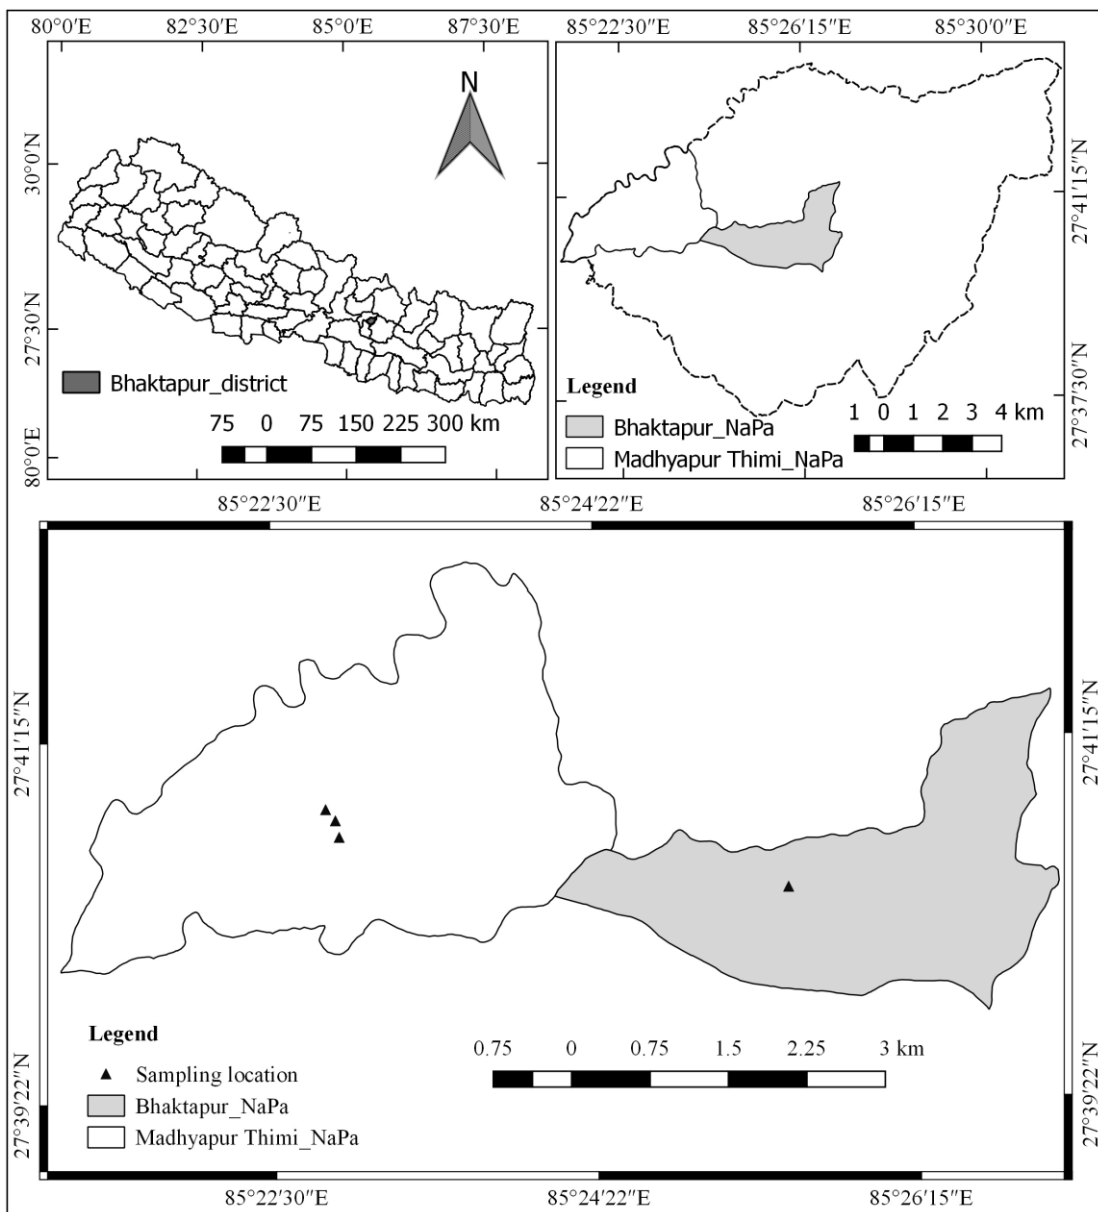 80°0′E 82°30′E 85°0′E 87°30′E
N
30°0′N
27°30′N
80°0′E
Bhaktapur_district
75 0 75 150 225 300 km
85°22′30″E 85°26′15″E 85°30′0″E
27°41′15″N
27°37′30″N
Legend
Bhaktapur_NaPa
Madhyapur Thimi_NaPa
1 0 1 2 3 4 km
85°22′30″E 85°24′22″E 85°26′15″E
27°41′15″N
27°41′15″N
27°39′22″N
27°39′22″N
Legend
Sampling location
Bhaktapur_NaPa
Madhyapur Thimi_NaPa
0.75 0 0.75 1.5 2.25 3 km
85°22′30″E 85°24′22″E 85°26′15″E